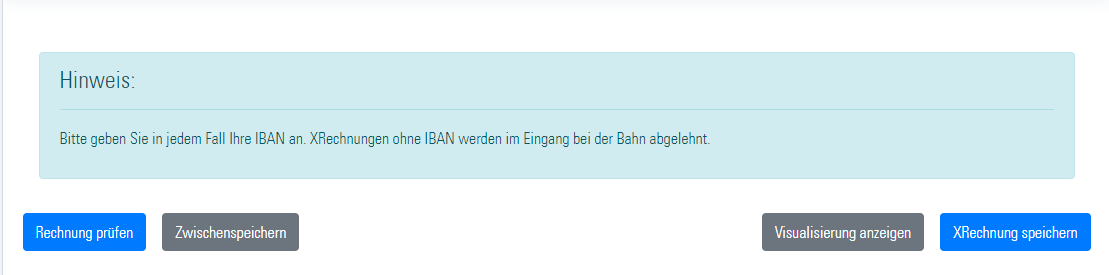 Hinweis:
Bitte geben Sie in jedem Fall Ihre IBAN an. XRechnungen ohne IBAN werden im Eingang bei der Bahn abgelehnt.
Rechnung prüfen Zwischenspeichern Visualisierung anzeigen XRechnung speichern